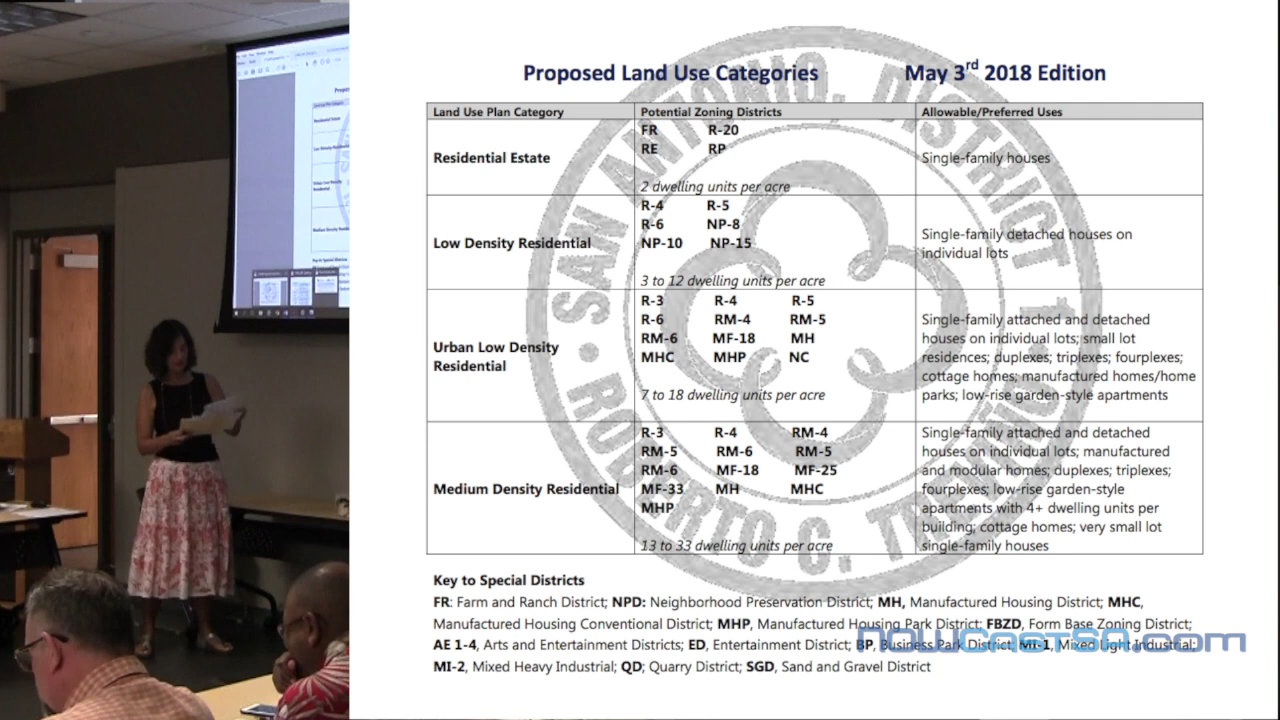 Proposed Land Use Categories May 3rd 2018 Edition
Land Use Plan Category Potential Zoning Districts Allowable/Preferred Uses
Residential Estate
FR R-20
RE RP
2 dwelling units per acre
Single-family houses
Low Density Residential
R-4 R-5
R-6 NP-8
NP-10 NP-15
3 to 12 dwelling units per acre
Single-family detached houses on
individual lots
Urban Low Density
Residential
R-3 R-4 R-5
R-6 RM-4 RM-5
RM-6 MF-18 MH
MHC MHP NC
7 to 18 dwelling units per acre
Single-family attached and detached
houses on individual lots; small lot
residences; duplexes; triplexes; fourplexes;
cottage homes; manufactured homes/home
parks; low-rise garden-style apartments
Medium Density Residential
R-3 R-4 RM-4
RM-5 RM-6 RM-5
RM-6 MF-18 MF-25
MF-33 MH MHC
MHP
13 to 33 dwelling units per acre
Single-family attached and detached
houses on individual lots; manufactured
and modular homes; duplexes; triplexes;
fourplexes; low-rise garden-style
apartments with 4+ dwelling units per
building; cottage homes; very small lot
single-family houses
Key to Special Districts
FR: Farm and Ranch District; NPD: Neighborhood Preservation District; MH, Manufactured Housing District; MHC,
Manufactured Housing Conventional District; MHP, Manufactured Housing Park District; FBZD, Form Base Zoning District;
AE 1-4, Arts and Entertainment Districts; ED, Entertainment District; BP, Business Park District; MI-1, Mixed Light Industrial;
MI-2, Mixed Heavy Industrial; QD; Quarry District; SGD, Sand and Gravel District
SAN ANTONIO, DISTRICT 1
ROBERTO C. TREVIÑO
nowcastsa.com